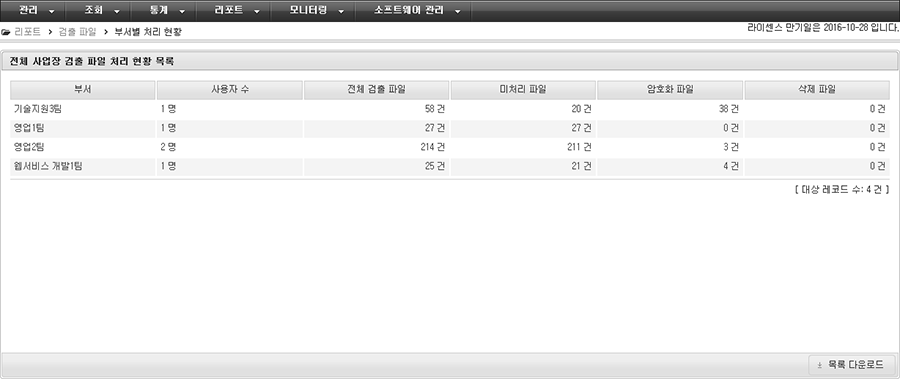 관리 조회 통계 리포트 모니터링 소프트웨어 관리
리포트 > 검출 파일 > 부서별 처리 현황 라이센스 만기일은 2016-10-28 입니다.
전체 사업장 검출 파일 처리 현황 목록
부서 사용자 수 전체 검출 파일 미처리 파일 암호화 파일 삭제 파일
기술지원3팀 1 명 58 건 20 건 38 건 0 건
영업1팀 1 명 27 건 27 건 0 건 0 건
영업2팀 2 명 214 건 211 건 3 건 0 건
웹서비스 개발1팀 1 명 25 건 21 건 4 건 0 건
[ 대상 레코드 수: 4 건 ]
목록 다운로드